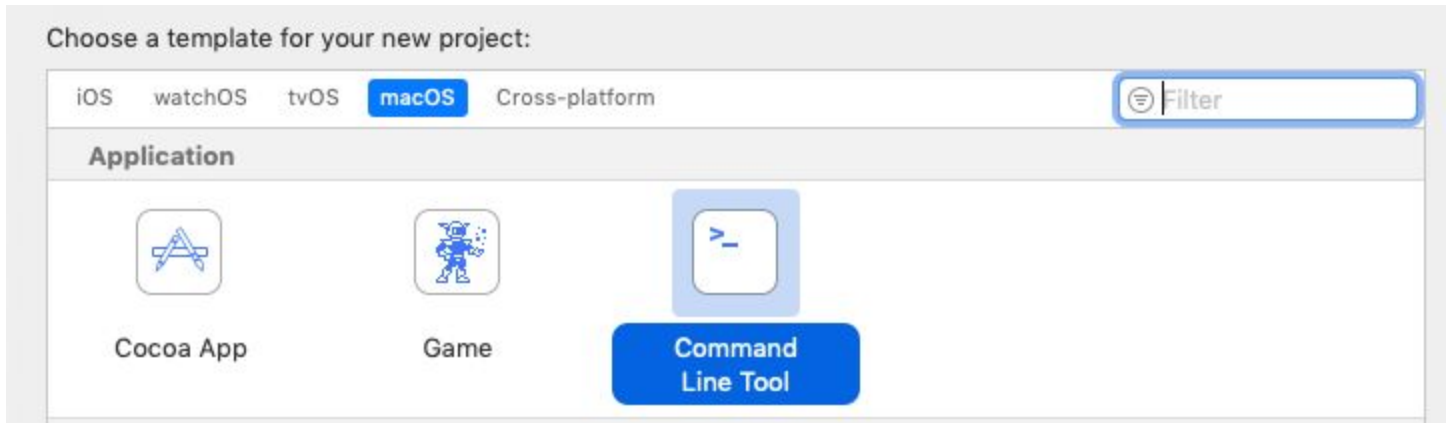 Choose a template for your new project:
iOS watchOS tvOS macOS Cross-platform Filter
Application
>_
Cocoa App Game Command
Line Tool